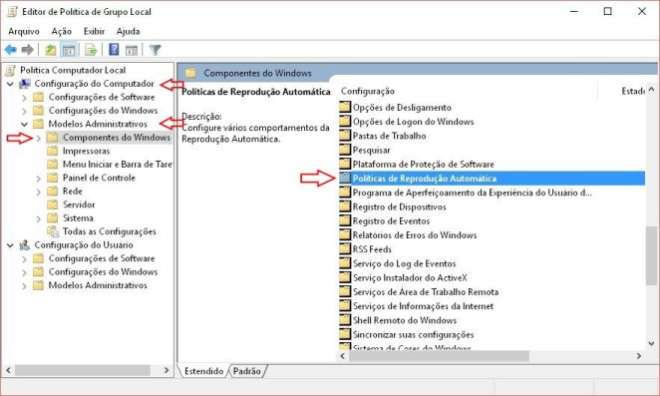 Editor de Política de Grupo Local
Arquivo Ação Exibir Ajuda
Política Computador Local
Configuração do Computador
Configurações de Software
Configurações do Windows
Modelos Administrativos
Componentes do Windows
Impressoras
Menu Iniciar e Barra de Tare
Painel de Controle
Rede
Servidor
Sistema
Todas as Configurações
Configuração do Usuário
Configurações de Software
Configurações do Windows
Modelos Administrativos
Componentes do Windows
Políticas de Reprodução Automática
Descrição:
Configure vários comportamentos da
Reprodução Automática.
Configuração Estado
Opções de Desligamento
Opções de Logon do Windows
Pastas de Trabalho
Pesquisar
Plataforma de Proteção de Software
Políticas de Reprodução Automática
Programa de Aperfeiçoamento da Experiência do Usuário d...
Registro de Dispositivos
Registro de Eventos
Relatórios de Erros do Windows
RSS Feeds
Serviço do Log de Eventos
Serviço Instalador do ActiveX
Serviços de Área de Trabalho Remota
Serviços de Informações da Internet
Shell Remoto do Windows
Sincronizar suas configurações
Sistema de Cores do Windows
Estendido Padrão